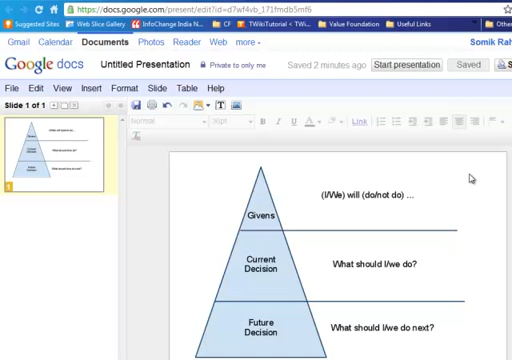 https://docs.google.com/present/edit?id=d7wf4vb_171fmdb5mf6
Suggested Sites Web Slice Gallery InfoChange India N... CF TWikiTutorial < TWi... Value Foundation Useful Links Other
Gmail Calendar Documents Photos Reader Web more Somik Rah
Google docs Untitled Presentation Private to only me Saved 2 minutes ago Start presentation Saved
File Edit View Insert Format Slide Table Help
Slide 1 of 1
Normal 30pt B I U A Link
1
Givens
(I/We) will (do/not do) ...
Current
Decision
What should I/we do?
Future
Decision
What should I/we do next?